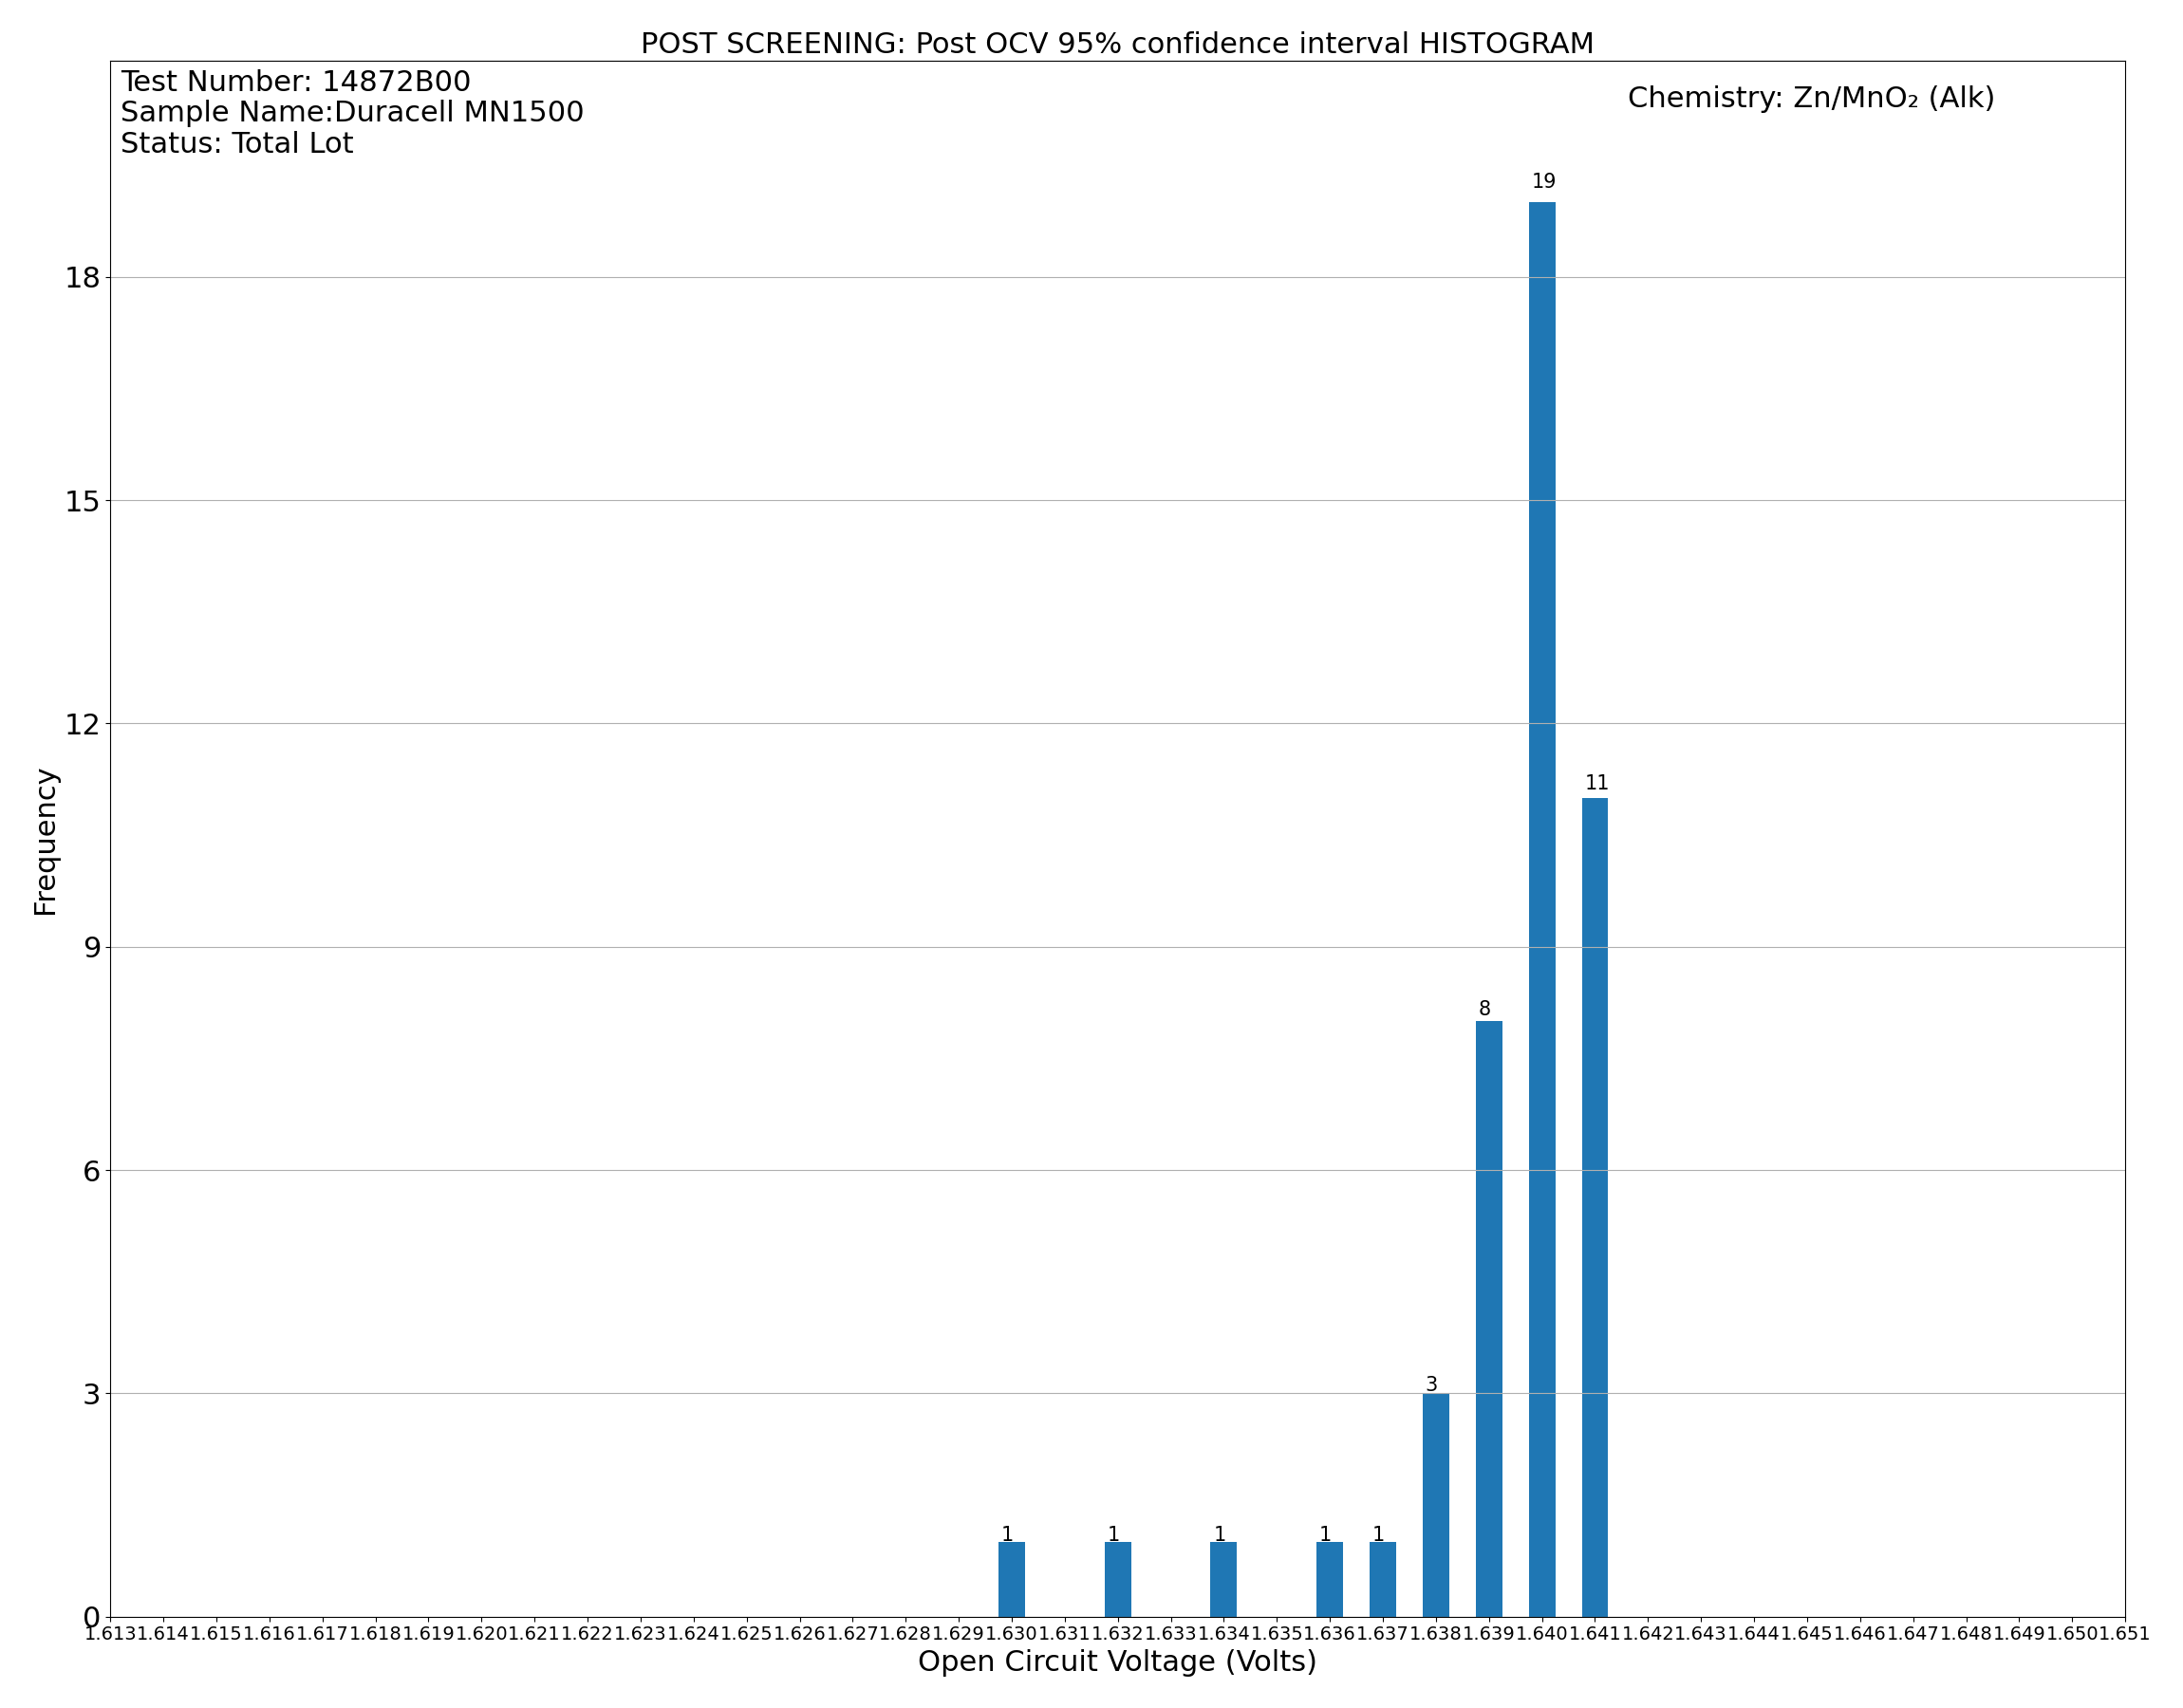 POST SCREENING: Post OCV 95% confidence interval HISTOGRAM
Test Number: 14872B00
Sample Name:Duracell MN1500
Status: Total Lot
Chemistry: Zn/MnO₂ (Alk)
19
18
15
12
11
Frequency
9
8
6
3
3
1 1 1 1 1
0
1.613 1.614 1.615 1.616 1.617 1.618 1.619 1.620 1.621 1.622 1.623 1.624 1.625 1.626 1.627 1.628 1.629 1.630 1.631 1.632 1.633 1.634 1.635 1.636 1.637 1.638 1.639 1.640 1.641 1.642 1.643 1.644 1.645 1.646 1.647 1.648 1.649 1.650 1.651
Open Circuit Voltage (Volts)